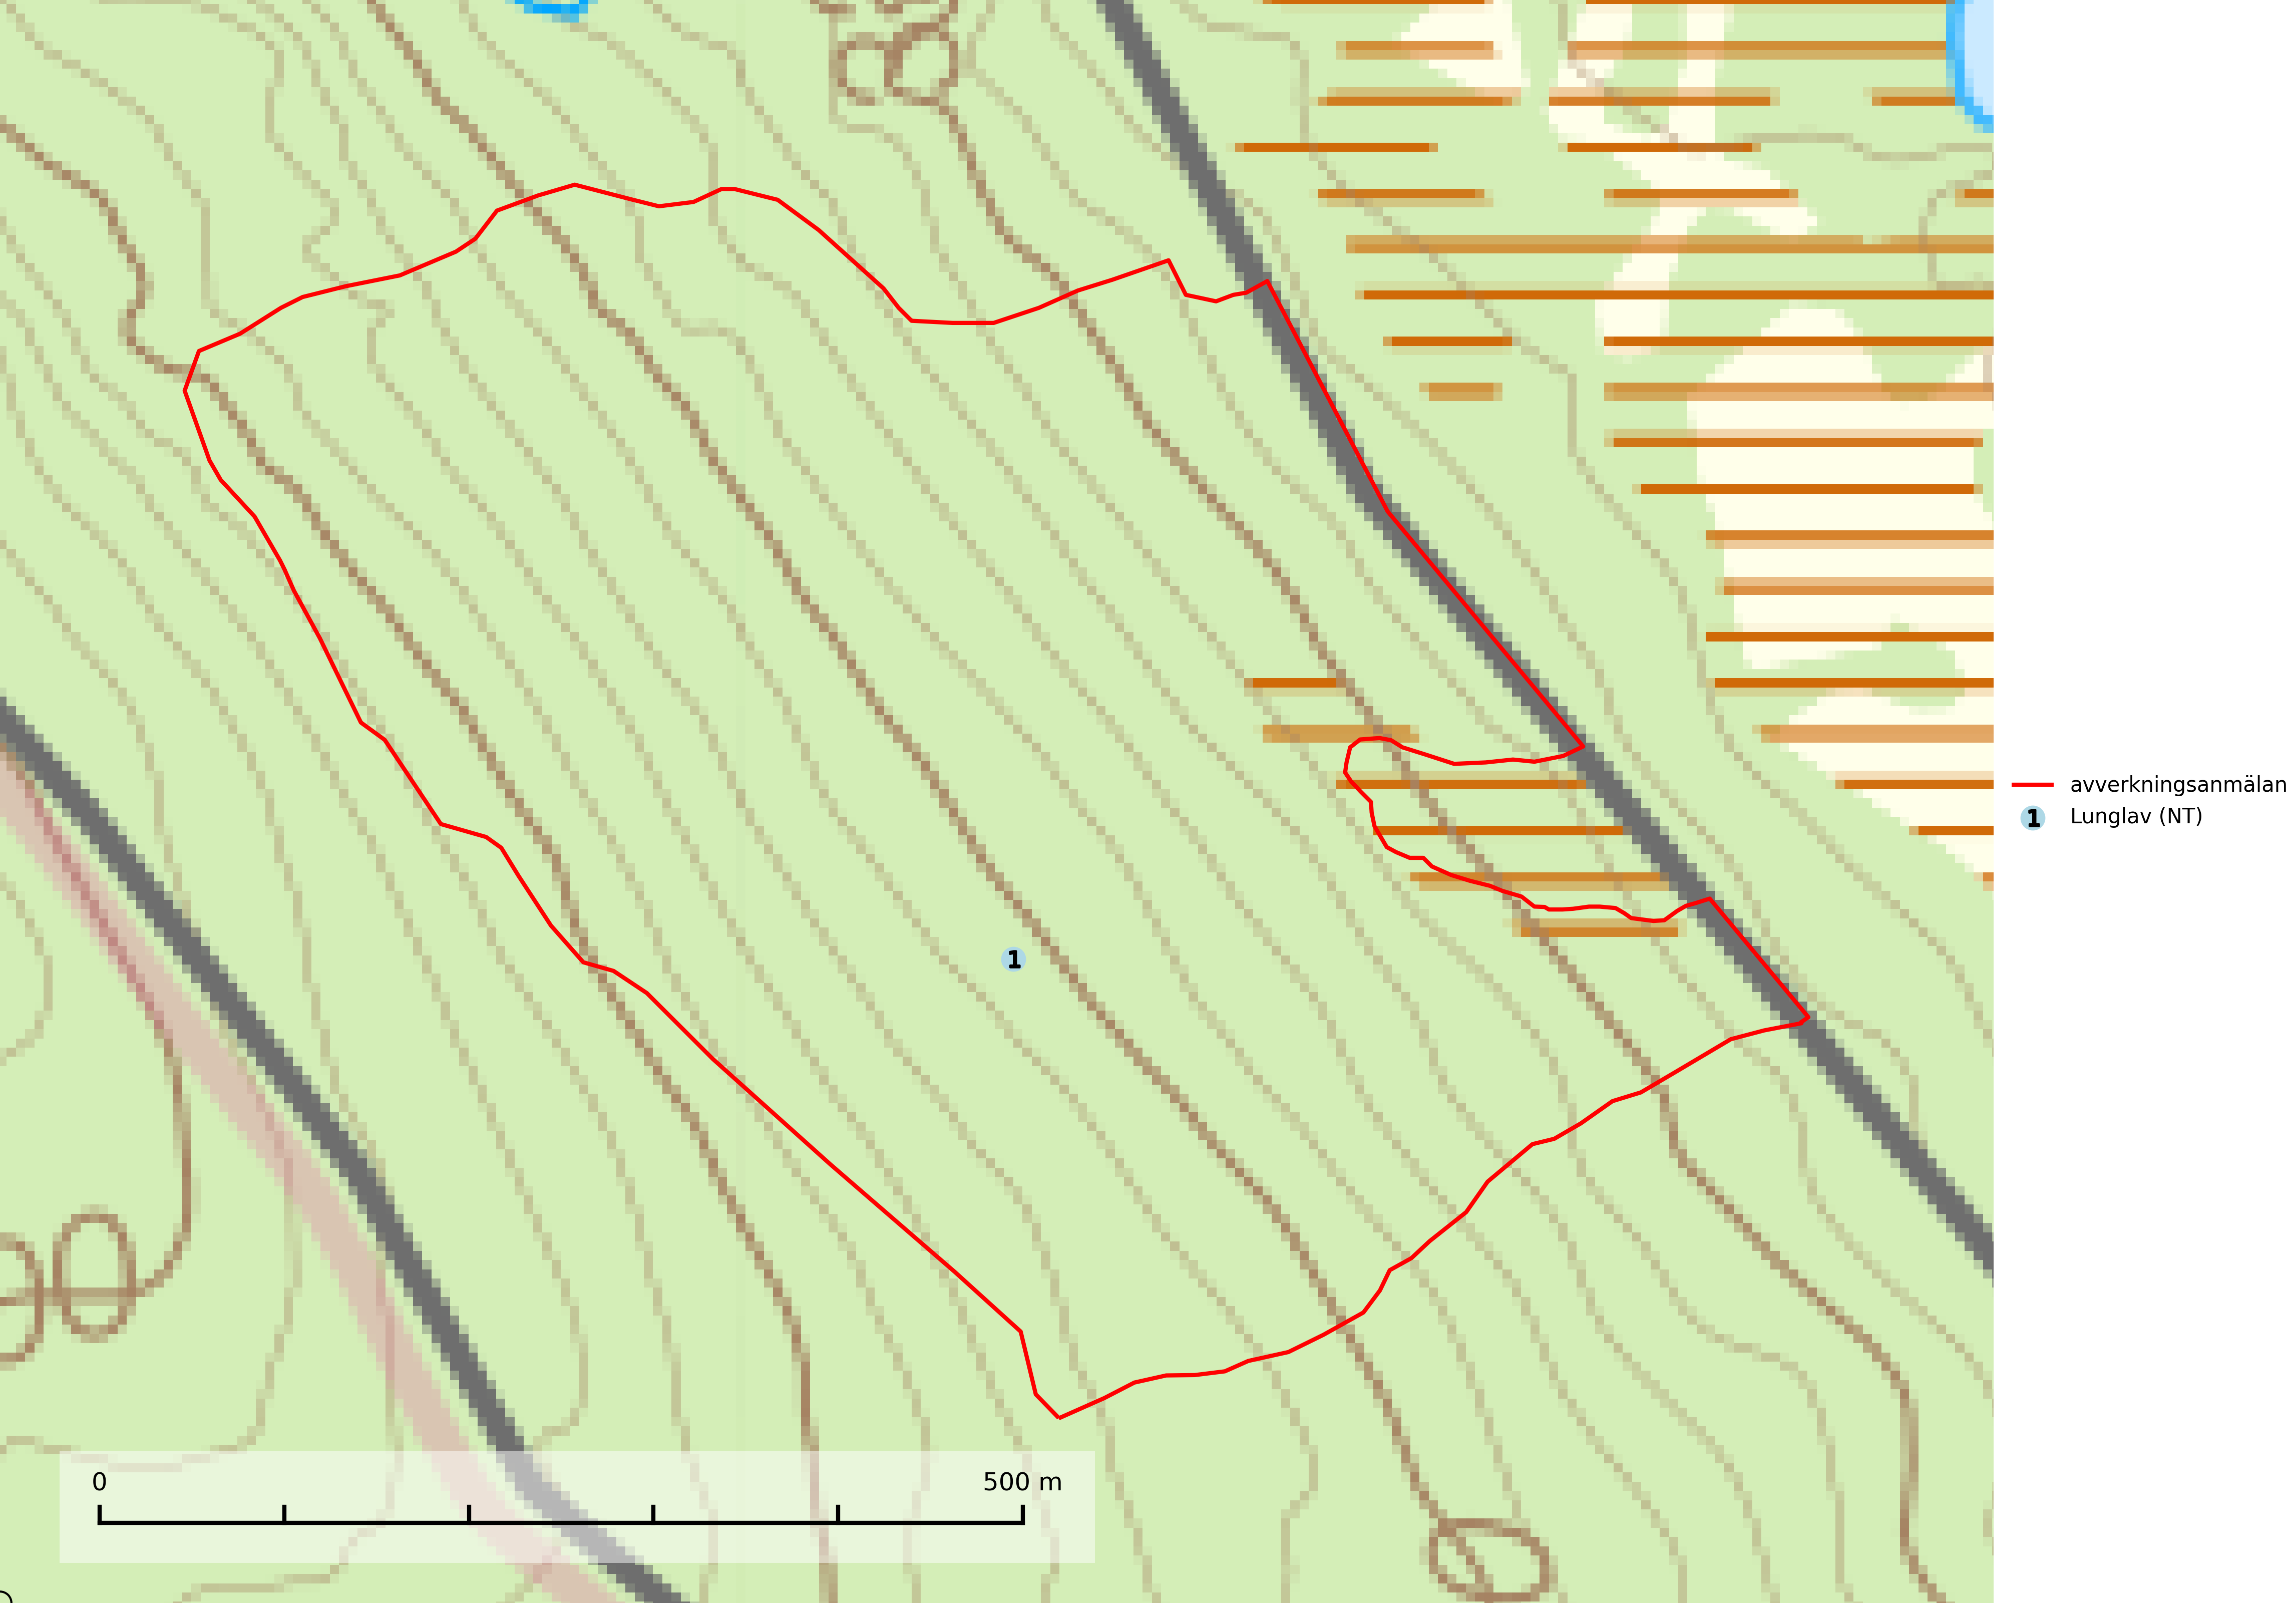 avverkningsanmälan
1 Lunglav (NT)
1
0 500 m